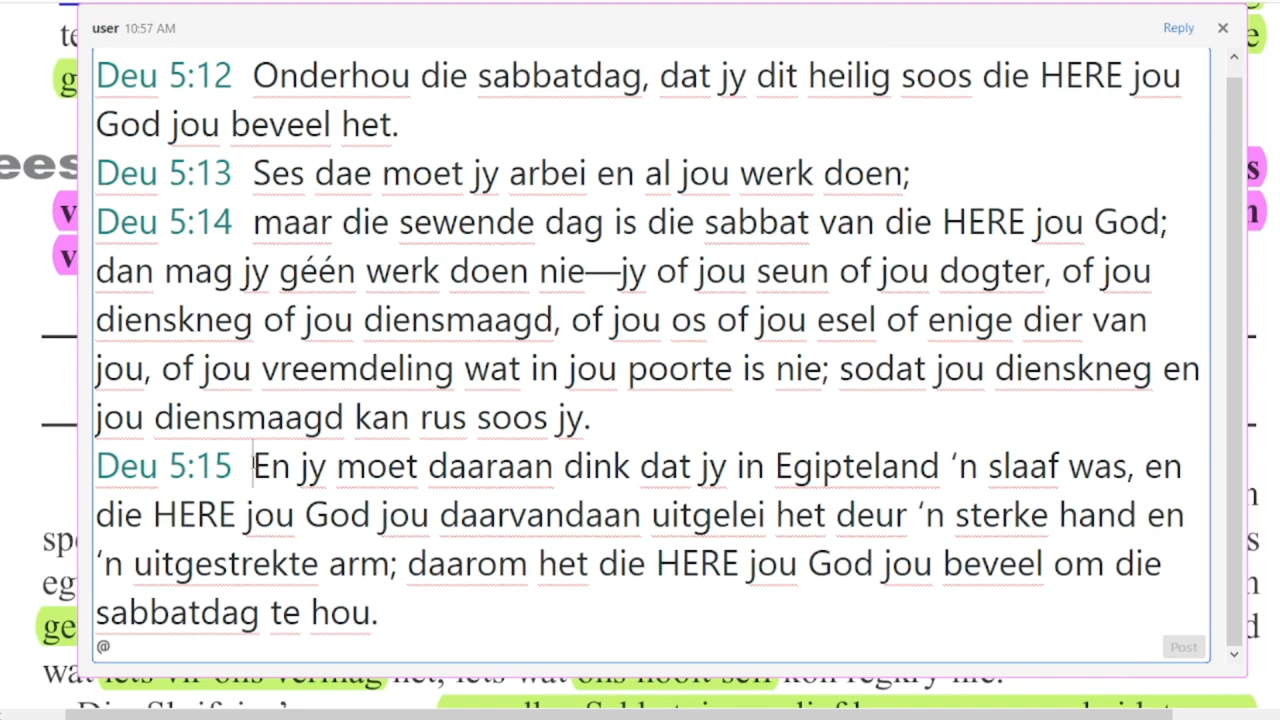 user 10:57 AM Reply
Deu 5:12 Onderhou die sabbatdag, dat jy dit heilig soos die HERE jou
God jou beveel het.
Deu 5:13 Ses dae moet jy arbei en al jou werk doen;
Deu 5:14 maar die sewende dag is die sabbat van die HERE jou God;
dan mag jy géén werk doen nie—jy of jou seun of jou dogter, of jou
dienskneg of jou diensmaagd, of jou os of jou esel of enige dier van
jou, of jou vreemdeling wat in jou poorte is nie; sodat jou dienskneg en
jou diensmaagd kan rus soos jy.
Deu 5:15 En jy moet daaraan dink dat jy in Egipteland ‘n slaaf was, en
die HERE jou God jou daarvandaan uitgelei het deur ‘n sterke hand en
‘n uitgestrekte arm; daarom het die HERE jou God jou beveel om die
sabbatdag te hou.
@ Post